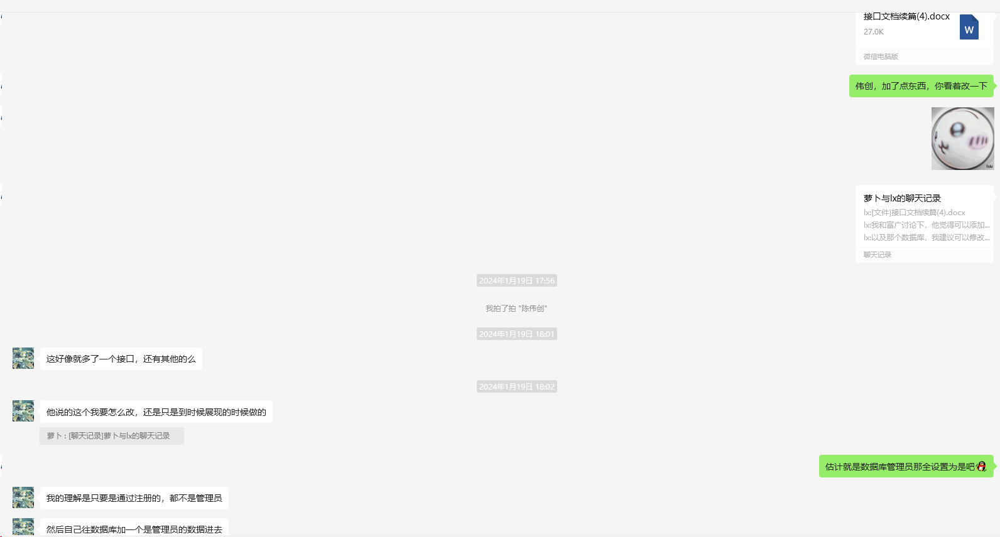 接口文档续篇(4).docx
27.0K
W
微信电脑版
伟创，加了点东西，你看着改一下
萝卜与lx的聊天记录
lx:[文件]接口文档续篇(4).docx
lx:我和富广讨论下，他觉得可以添加...
lx:以及那个数据库，我建议可以修改...
聊天记录
2024年1月19日 17:56
我拍了拍 "陈伟创"
2024年1月19日 18:01
这好像就多了一个接口，还有其他的么
2024年1月19日 18:02
他说的这个我要怎么改，还是只是到时候展现的时候做的
萝卜 : [聊天记录]萝卜与lx的聊天记录
估计就是数据库管理员那全设置为是吧
我的理解是只要是通过注册的，都不是管理员
然后自己往数据库加一个是管理员的数据进去